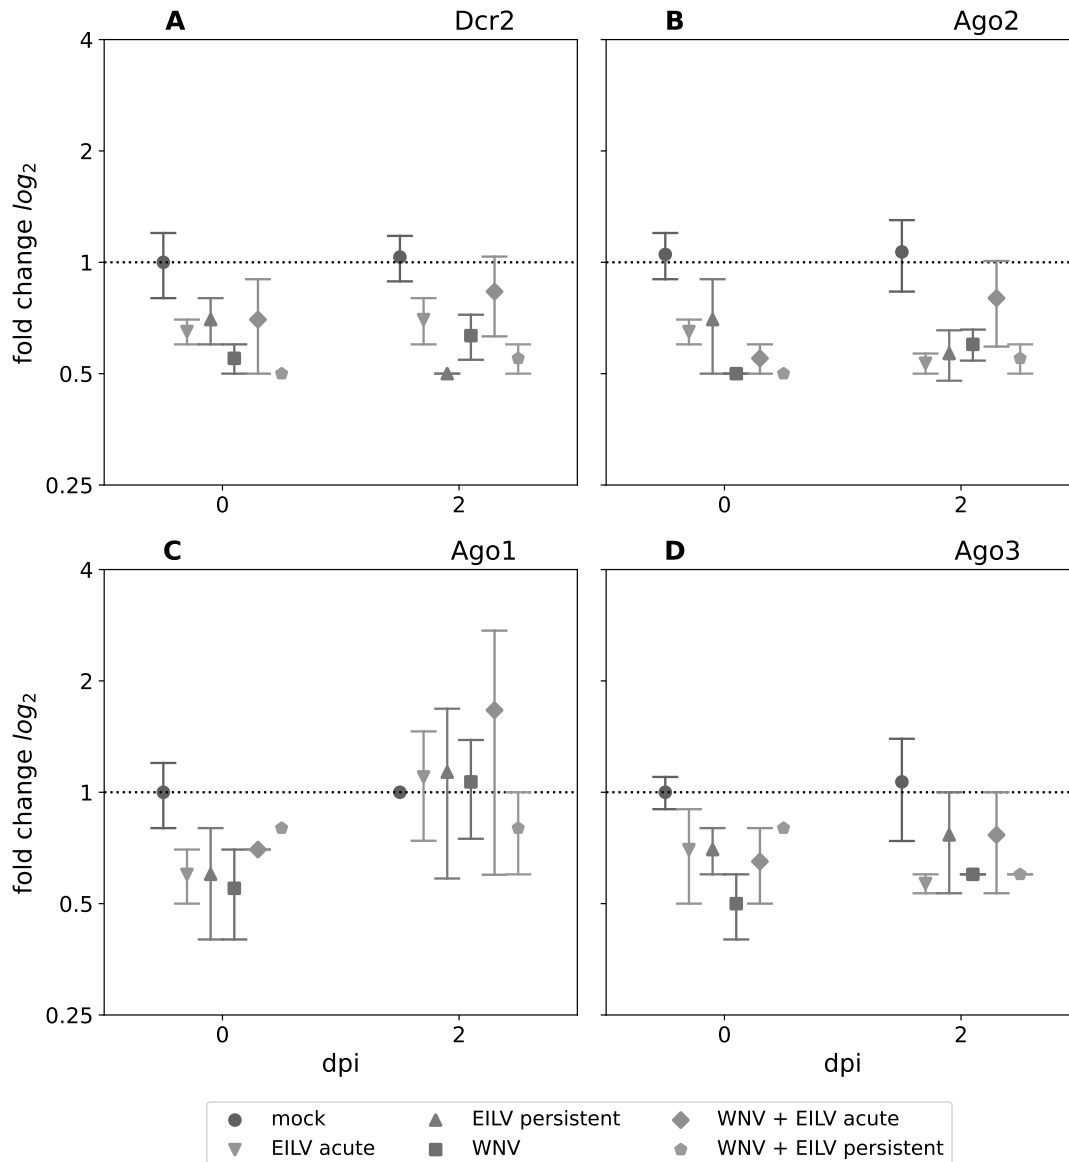 A Dcr2
B Ago2
4
2
1
0.5
0.25
fold change log2
0 2
0 2
C Ago1
D Ago3
4
2
1
0.5
0.25
fold change log2
0 2
0 2
dpi
dpi
mock EILV persistent WNV + EILV acute
EILV acute WNV WNV + EILV persistent